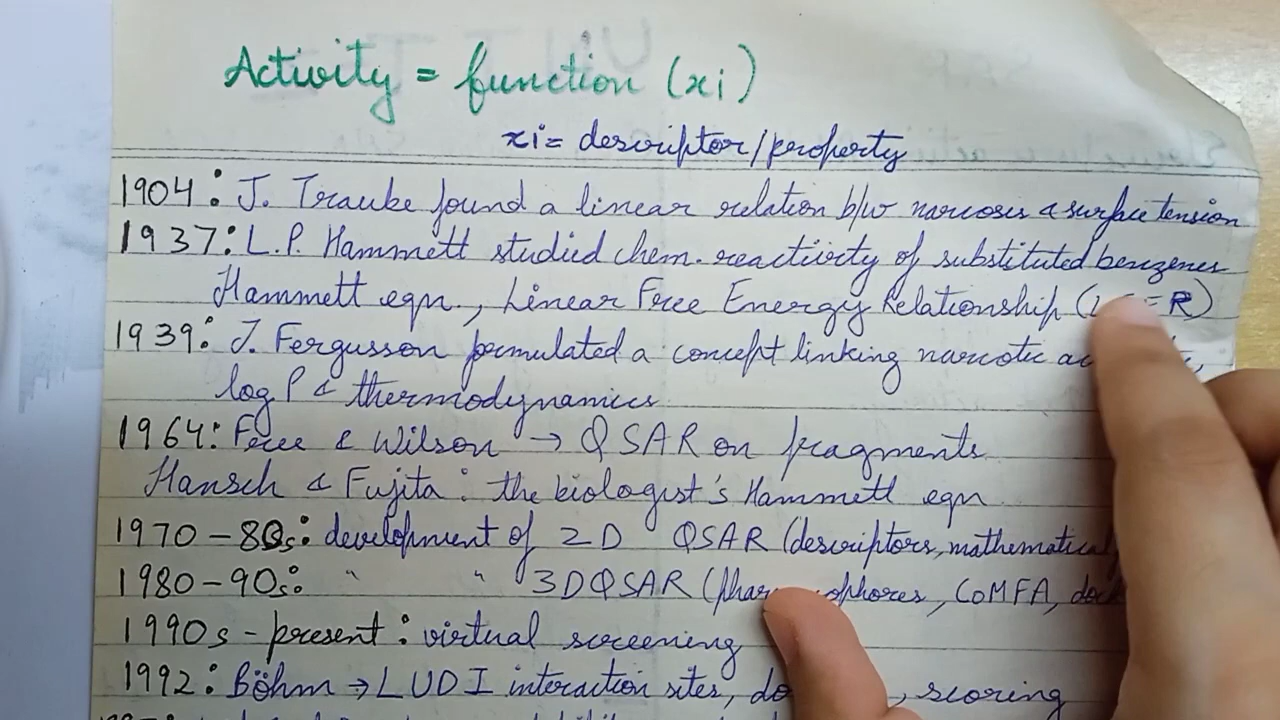 Activity = function (xi)
xi = descriptor/property
1904: J. Traube found a linear relation b/w narcosis & surface tension
1937: L.P. Hammett studied chem. reactivity of substituted benzenes
Hammett eqn., Linear Free Energy Relationship (
1939: J. Fergusson formulated a concept linking narcotic
log P & thermodynamics
1964: Free & Wilson → QSAR on fragments
Hansch & Fujita: the biologist's Hammett eqn
1970-80s: development of 2D QSAR (descriptors, mathematical
1980-90s: " " 3DQSAR (pharmacophores, CoMFA,
1990s - present: virtual screening
1992: Böhm → LUDI interaction sites, scoring